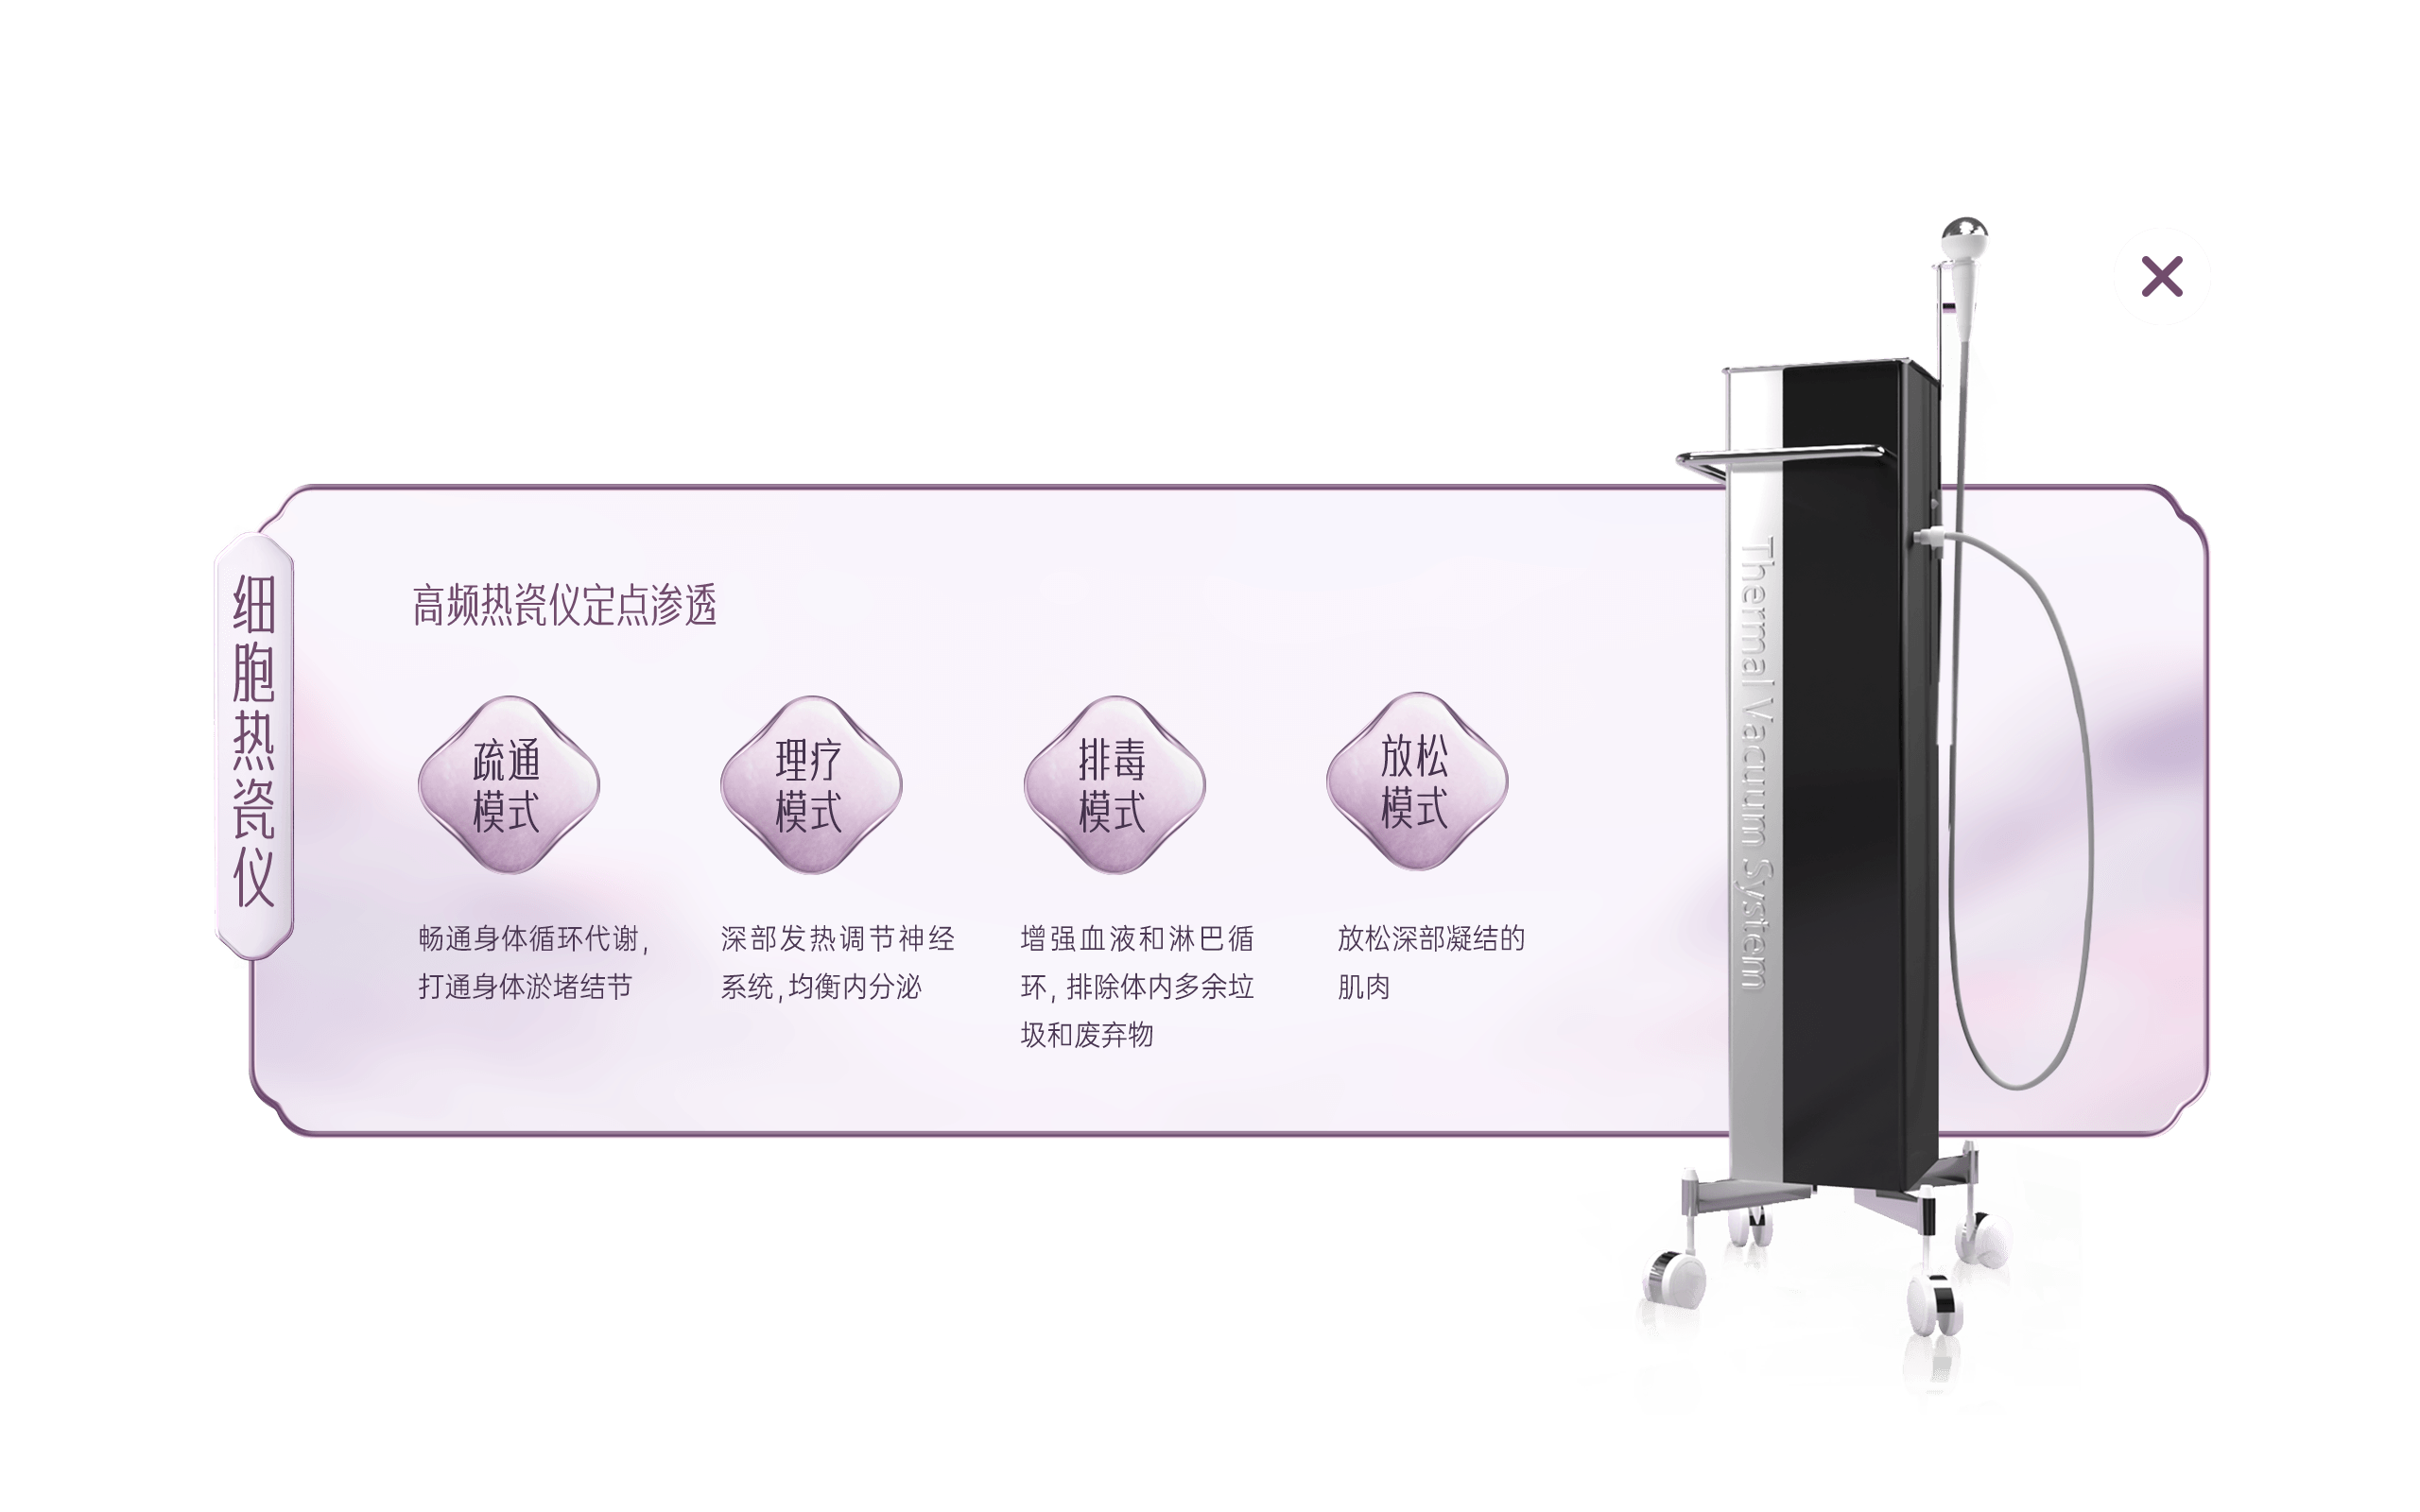 细胞热瓷仪
高频热瓷仪定点渗透
疏通
模式
畅通身体循环代谢，
打通身体淤堵结节
理疗
模式
深部发热调节神经
系统，均衡内分泌
排毒
模式
增强血液和淋巴循
环，排除体内多余垃
圾和废弃物
放松
模式
放松深部凝结的
肌肉
Thermal Vacuum System